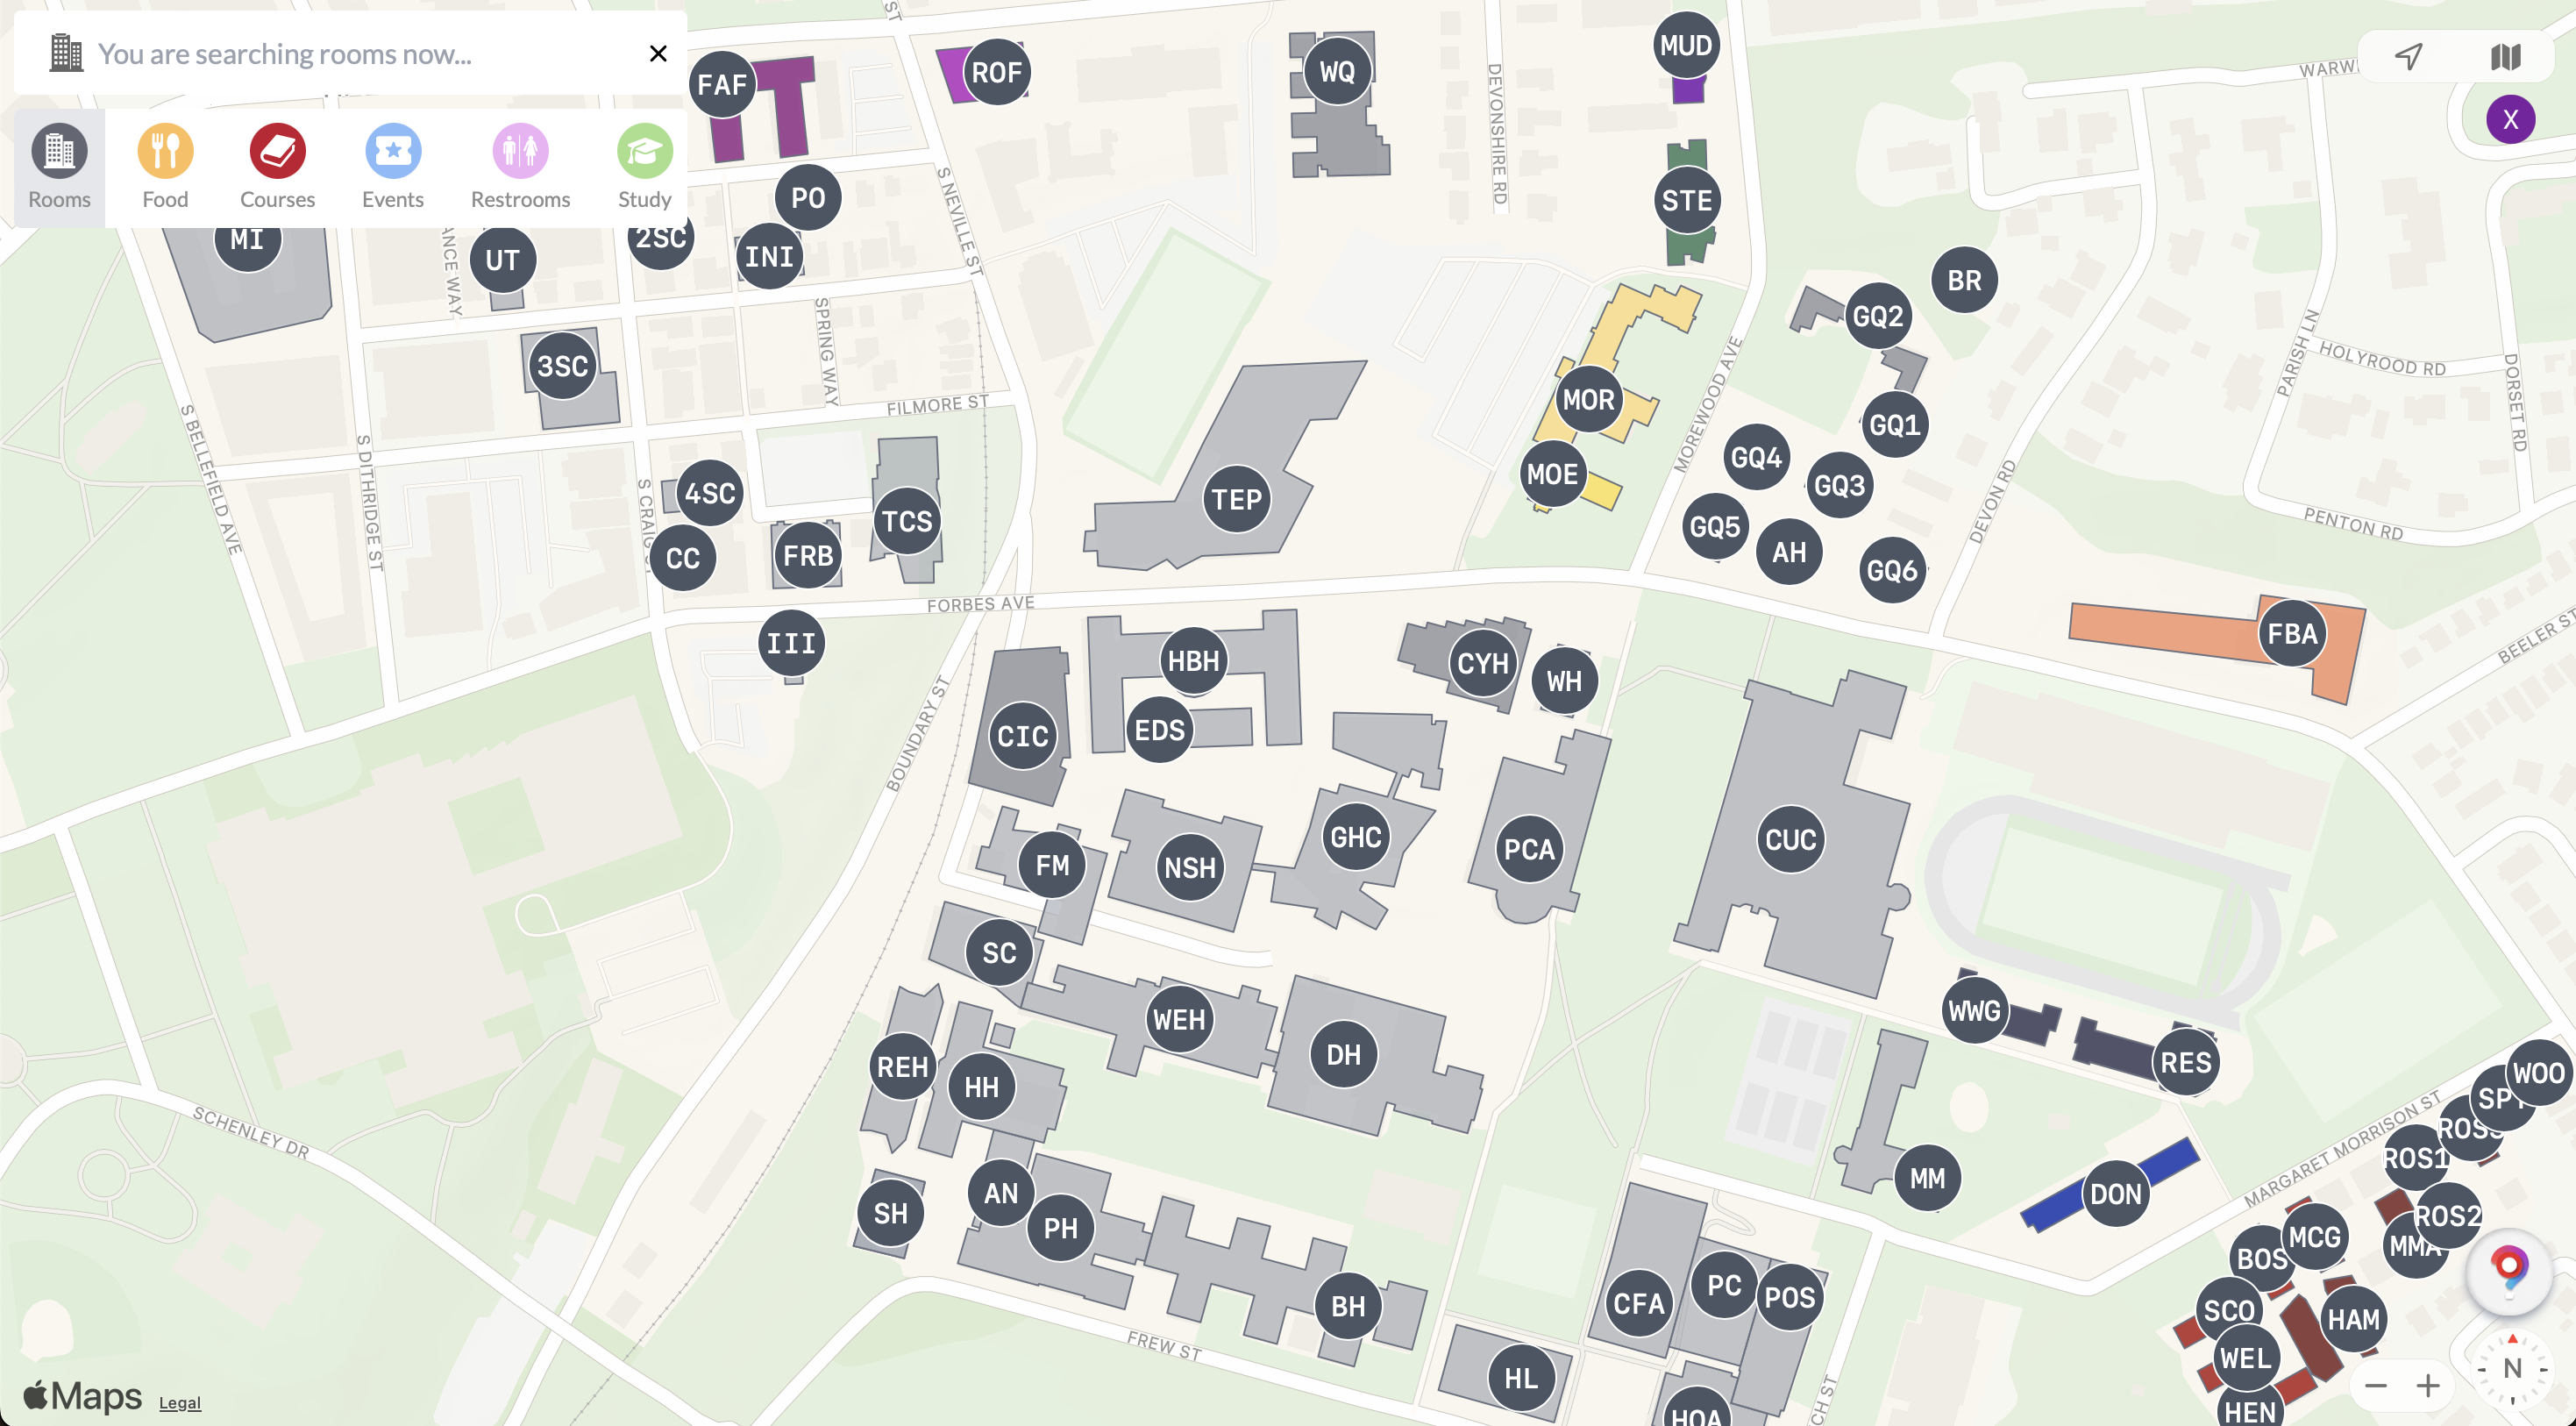 You are searching rooms now...
Rooms
Food
Courses
Events
Restrooms
Study
FAF
ROF
WQ
MUD
X
PO
STE
MI
UT
2SC
INI
BR
GQ2
S NEVILLE ST
DEVONSHIRE RD
SPRING WAY
3SC
MOR
GQ1
HOLYROOD RD
PARISH LN
DORSET RD
FILMORE ST
MOREWOOD AVE
S BELLEFIELD AVE
S DITHRIDGE ST
4SC
TCS
TEP
MOE
GQ4
GQ3
GQ5
AH
GQ6
DEVON RD
PENTON RD
CC
FRB
FORBES AVE
III
HBH
CYH
WH
FBA
BEELER ST
CIC
EDS
BOUNDARY ST
FM
NSH
GHC
PCA
CUC
SC
WEH
DH
WWG
RES
REH
HH
WOO
MARGARET MORRISON ST
SCHENLEY DR
ROS1
SH
AN
PH
MM
DON
MCG
ROS2
BOS
BH
CFA
PC
POS
SCO
HAM
FREW ST
HL
WEL
N
HEN
HOA
Maps
Legal